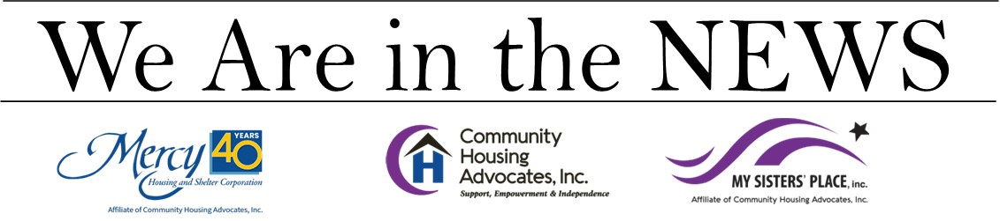 We Are in the NEWS
Mercy
40 YEARS
Housing and Shelter Corporation
Affiliate of Community Housing Advocates, Inc.
H
Community
Housing
Advocates, Inc.
Support, Empowerment & Independence
MY SISTERS' PLACE, inc.
Affiliate of Community Housing Advocates, Inc.